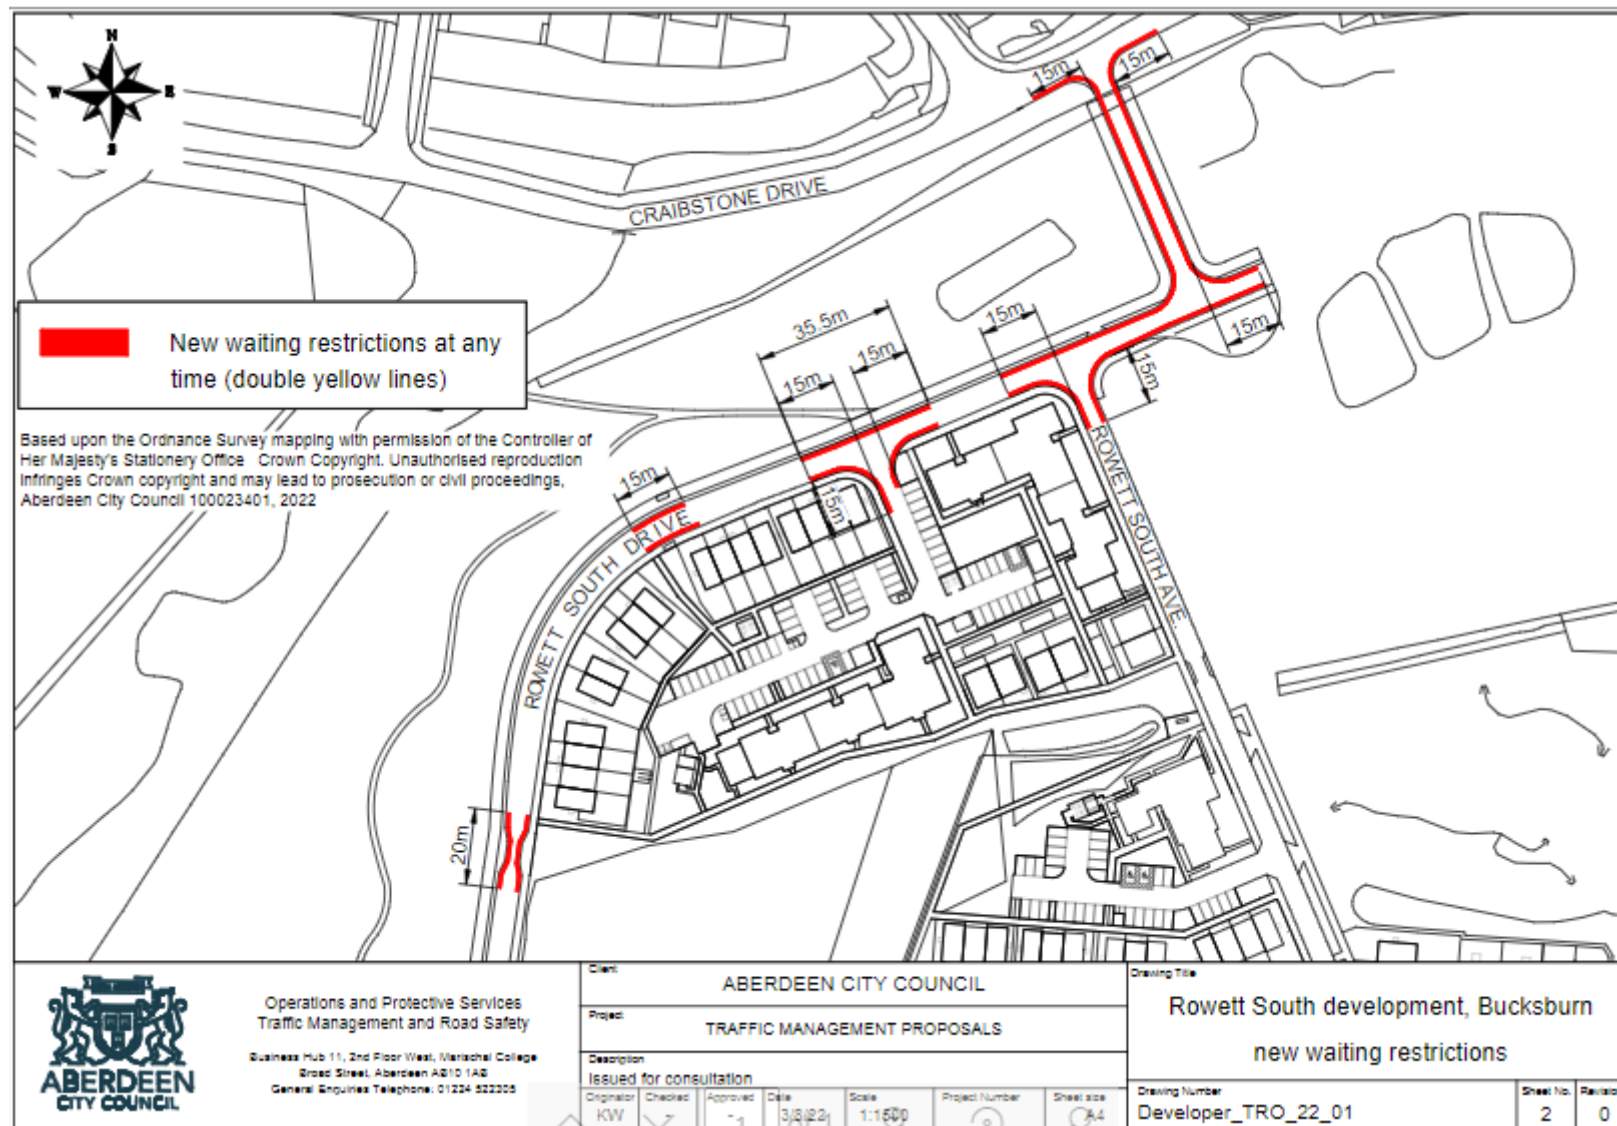 N
W
E
S
15m
15m
CRAIBSTONE DRIVE
35.5m
15m
15m
15m
15m
15m
New waiting restrictions at any
time (double yellow lines)
Based upon the Ordnance Survey mapping with permission of the Controller of
Her Majesty's Stationery Office Crown Copyright. Unauthorised reproduction
infringes Crown copyright and may lead to prosecution or civil proceedings,
Aberdeen City Council 100023401, 2022
15m
15m
ROWETT SOUTH DRIVE
ROWETT SOUTH AVE.
20m
ABERDEEN
CITY COUNCIL
Operations and Protective Services
Traffic Management and Road Safety
Business Hub 11, 2nd Floor West, Marischal College
Broad Street, Aberdeen AB10 1AB
General Enquiries Telephone: 01224 522305
Client
ABERDEEN CITY COUNCIL
Project
TRAFFIC MANAGEMENT PROPOSALS
Description
Issued for consultation
Originator Checked Approved Date Scale Project Number Sheet size
KW 3/8/22 1:1500 A4
Drawing Title
Rowett South development, Bucksburn
new waiting restrictions
Drawing Number Sheet No. Revision
Developer_TRO_22_01 2 0